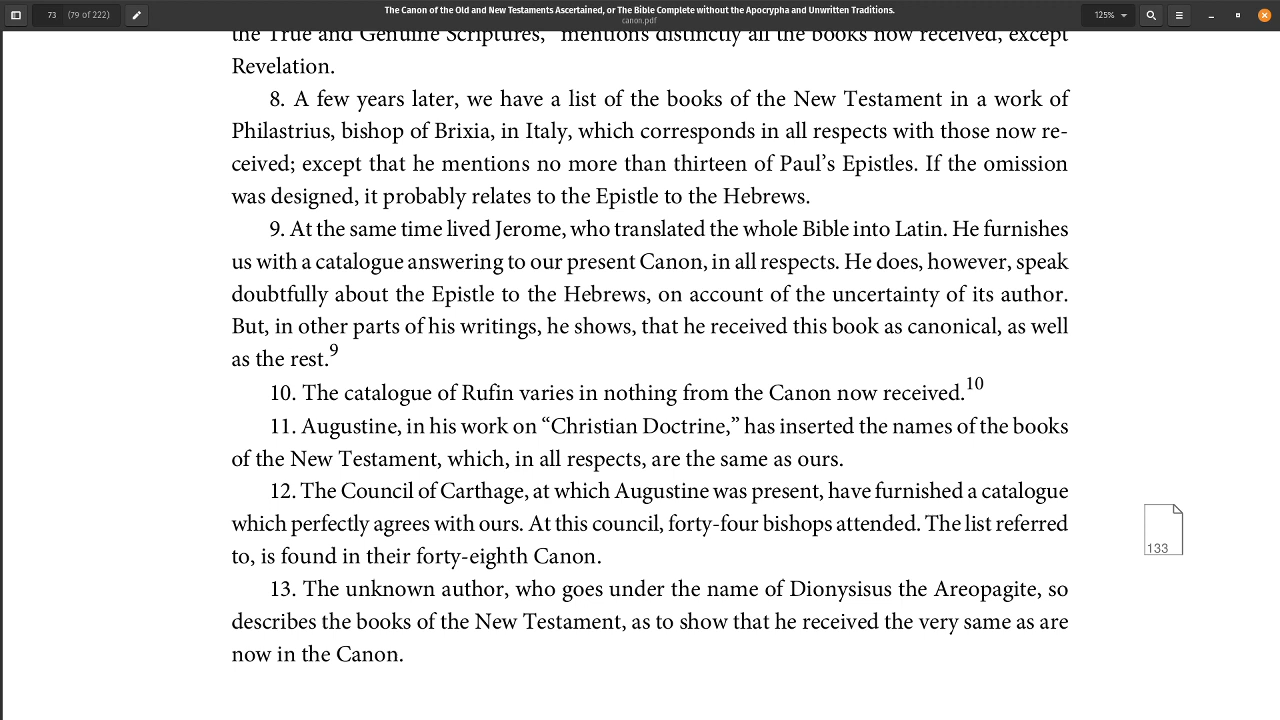 73 (79 of 222)
The Canon of the Old and New Testaments Ascertained, or The Bible Complete without the Apocrypha and Unwritten Traditions.
canon.pdf
125%
the True and Genuine Scriptures,” mentions distinctly all the books now received, except
Revelation.
8. A few years later, we have a list of the books of the New Testament in a work of
Philastrius, bishop of Brixia, in Italy, which corresponds in all respects with those now re-
ceived; except that he mentions no more than thirteen of Paul’s Epistles. If the omission
was designed, it probably relates to the Epistle to the Hebrews.
9. At the same time lived Jerome, who translated the whole Bible into Latin. He furnishes
us with a catalogue answering to our present Canon, in all respects. He does, however, speak
doubtfully about the Epistle to the Hebrews, on account of the uncertainty of its author.
But, in other parts of his writings, he shows, that he received this book as canonical, as well
as the rest.9
10. The catalogue of Rufin varies in nothing from the Canon now received.10
11. Augustine, in his work on “Christian Doctrine,” has inserted the names of the books
of the New Testament, which, in all respects, are the same as ours.
12. The Council of Carthage, at which Augustine was present, have furnished a catalogue
which perfectly agrees with ours. At this council, forty-four bishops attended. The list referred
to, is found in their forty-eighth Canon.
133
13. The unknown author, who goes under the name of Dionysisus the Areopagite, so
describes the books of the New Testament, as to show that he received the very same as are
now in the Canon.